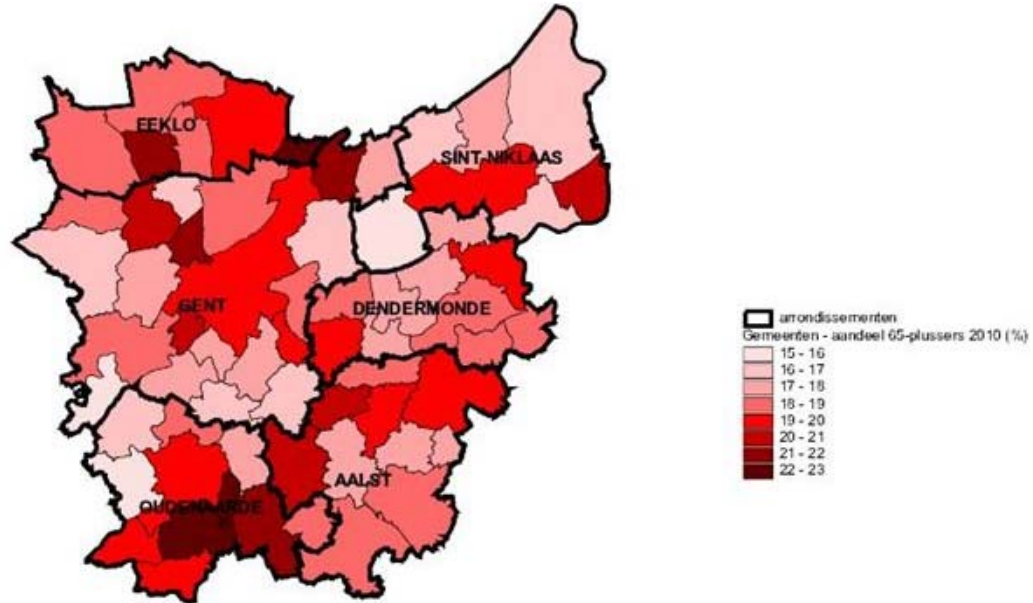 EEKLO
SINT-NIKLAAS
GENT
DENDERMONDE
AALST
OUDENAARDE
arrondissementen
Gemeenten - aandeel 65-plussers 2010 (%)
15 - 16
16 - 17
17 - 18
18 - 19
19 - 20
20 - 21
21 - 22
22 - 23